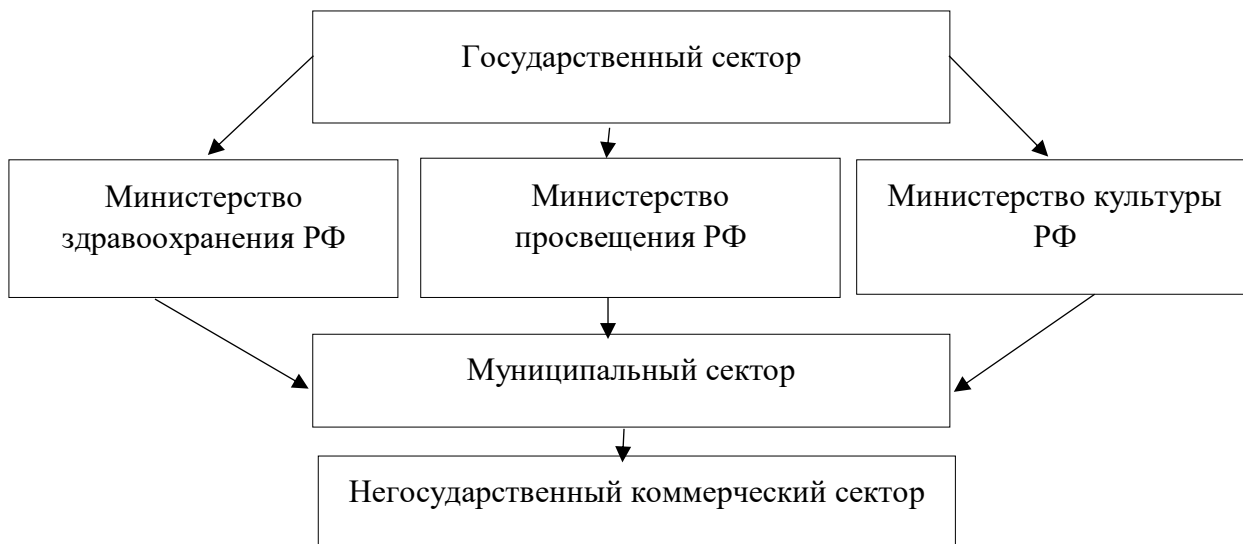 Государственный сектор
Министерство
здравоохранения РФ
Министерство
просвещения РФ
Министерство культуры
РФ
Муниципальный сектор
Негосударственный коммерческий сектор